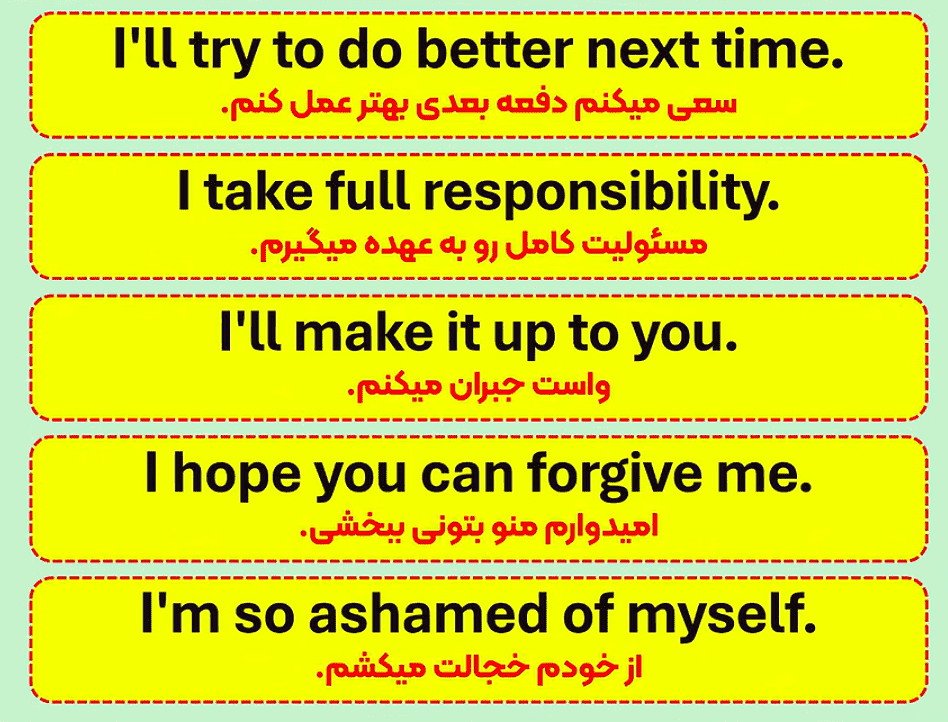 I'll try to do better next time.
سعی میکنم دفعه بعدی بهتر عمل کنم.
I take full responsibility.
مسئولیت کامل رو به عهده میگیرم.
I'll make it up to you.
واست جبران میکنم.
I hope you can forgive me.
امیدوارم منو بتونی ببخشی.
I'm so ashamed of myself.
از خودم خجالت میکشم.